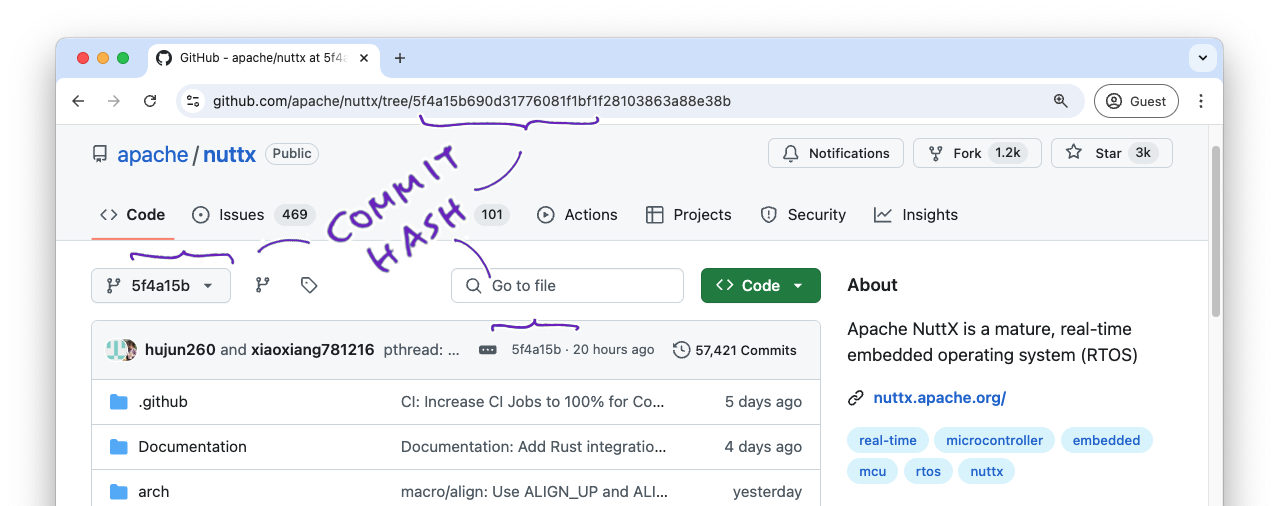 GitHub - apache/nuttx at 5f4a
github.com/apache/nuttx/tree/5f4a15b690d31776081f1bf1f28103863a88e38b
Guest
apache / nuttx Public
Notifications Fork 1.2k Star 3k
Code Issues 469 101 Actions Projects Security Insights
COMMIT
HASH
5f4a15b Go to file Code
hujun260 and xiaoxiang781216 pthread: ... 5f4a15b · 20 hours ago 57,421 Commits
.github CI: Increase CI Jobs to 100% for Co... 5 days ago
Documentation Documentation: Add Rust integratio... 4 days ago
arch macro/align: Use ALIGN_UP and ALI... yesterday
About
Apache NuttX is a mature, real-time
embedded operating system (RTOS)
nuttx.apache.org/
real-time microcontroller embedded
mcu rtos nuttx